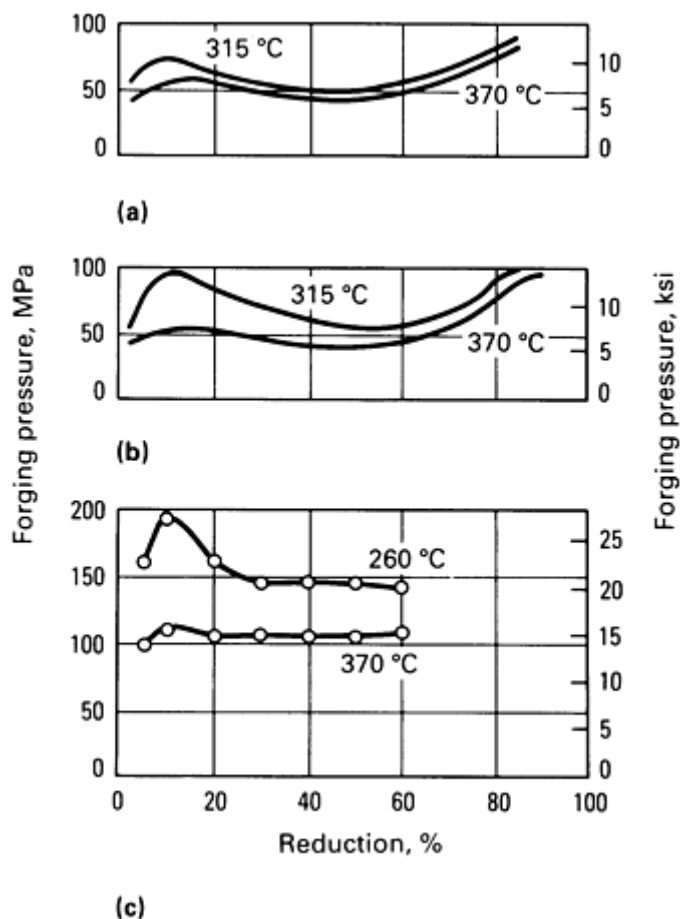 100
50
0
315 °C
370 °C
10
5
0
(a)
Forging pressure, MPa
Forging pressure, ksi
100
50
0
315 °C
370 °C
10
5
0
(b)
200
150
100
50
0
260 °C
370 °C
25
20
15
10
5
0
0 20 40 60 80 100
Reduction, %
(c)